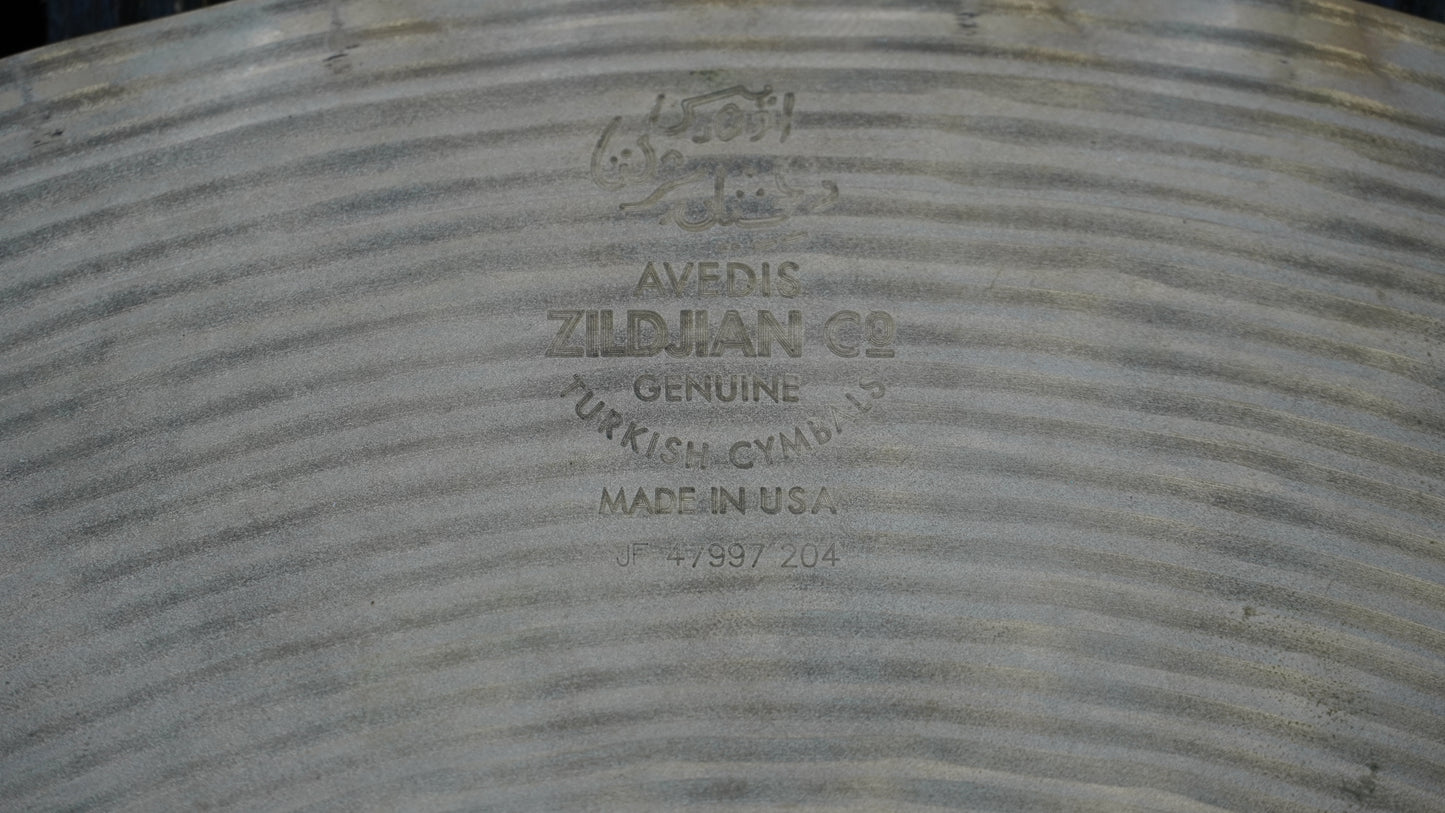 AVEDIS
ZILDJIAN Cº
GENUINE
TURKISH CYMBALS
MADE IN USA
JF 47997 204